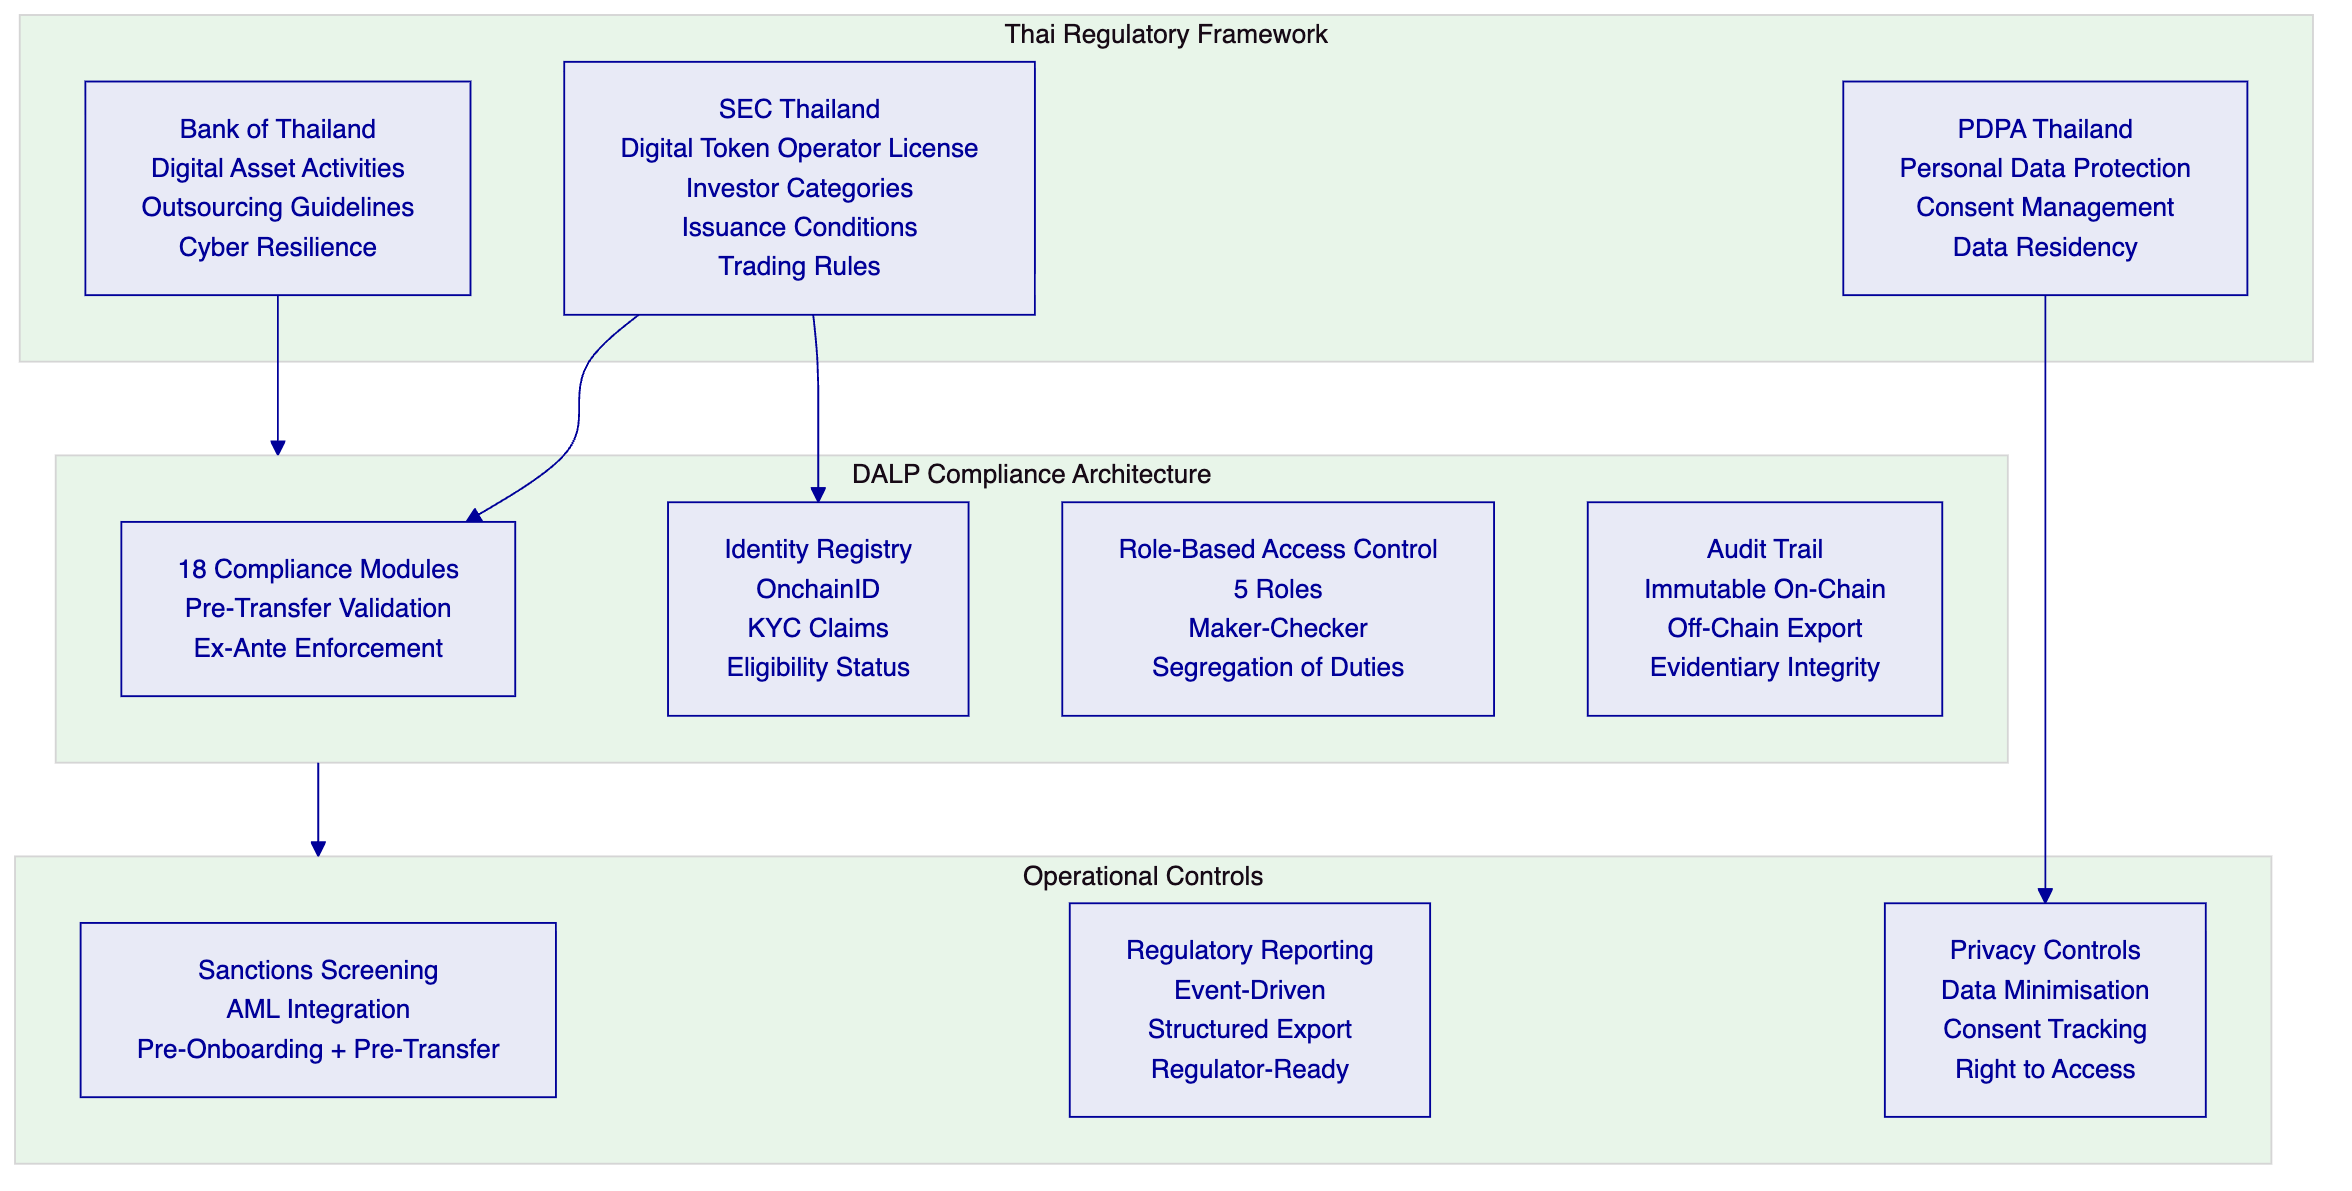 Thai Regulatory Framework
Bank of Thailand
Digital Asset Activities
Outsourcing Guidelines
Cyber Resilience
SEC Thailand
Digital Token Operator License
Investor Categories
Issuance Conditions
Trading Rules
PDPA Thailand
Personal Data Protection
Consent Management
Data Residency
DALP Compliance Architecture
18 Compliance Modules
Pre-Transfer Validation
Ex-Ante Enforcement
Identity Registry
OnchainID
KYC Claims
Eligibility Status
Role-Based Access Control
5 Roles
Maker-Checker
Segregation of Duties
Audit Trail
Immutable On-Chain
Off-Chain Export
Evidentiary Integrity
Operational Controls
Sanctions Screening
AML Integration
Pre-Onboarding + Pre-Transfer
Regulatory Reporting
Event-Driven
Structured Export
Regulator-Ready
Privacy Controls
Data Minimisation
Consent Tracking
Right to Access